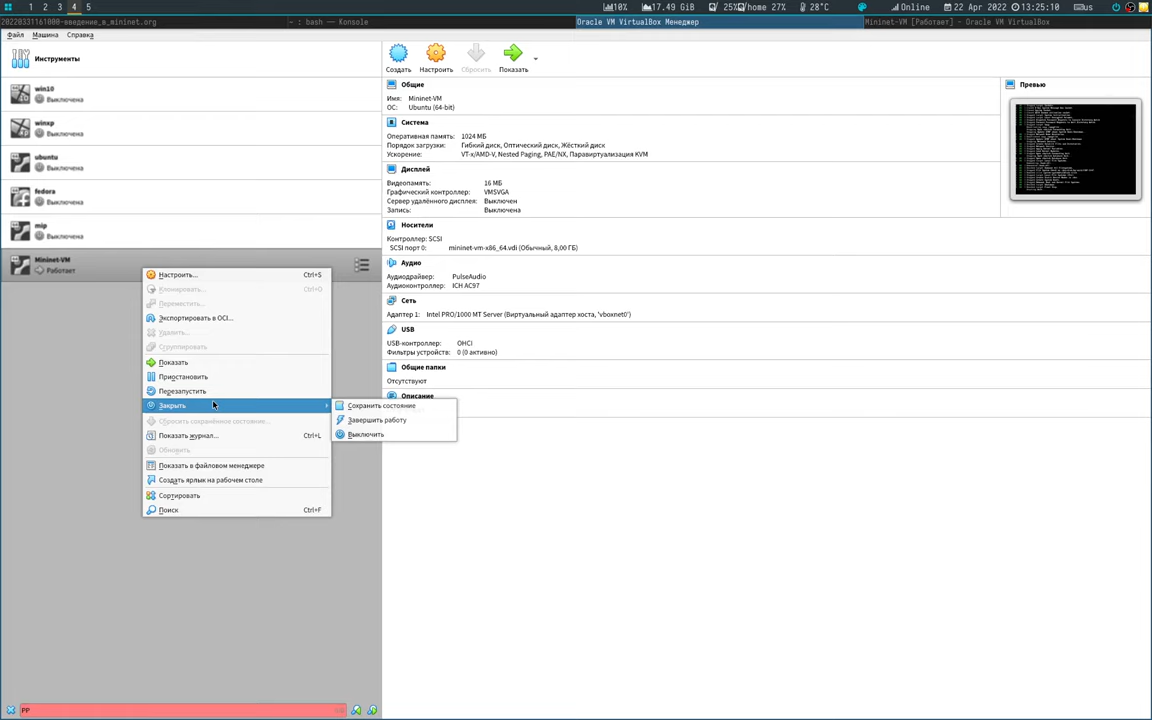 1 2 3 4 5 10% 17.49 GiB 25% /home 27% 28°C Online 22 Apr 2022 13:25:10 us
20220331161000-введение_в_mininet.org
~ : bash — Konsole
Oracle VM VirtualBox Менеджер
Mininet-VM [Работает] - Oracle VM VirtualBox
Файл Машина Справка
Инструменты
win10
Выключена
winxp
Выключена
ubuntu
Выключена
fedora
Выключена
mip
Выключена
Mininet-VM
Работает
Настроить... Ctrl+S
Клонировать... Ctrl+O
Переместить...
Экспортировать в OCI...
Удалить...
Сгруппировать
Показать
Приостановить
Перезапустить
Закрыть
Сбросить сохранённое состояние...
Показать журнал... Ctrl+L
Обновить
Показать в файловом менеджере
Создать ярлык на рабочем столе
Сортировать
Поиск Ctrl+F
Сохранить состояние
Завершить работу
Выключить
PP
Создать Настроить Сбросить Показать
Общие
Имя: Mininet-VM
ОС: Ubuntu (64-bit)
Система
Оперативная память: 1024 МБ
Порядок загрузки: Гибкий диск, Оптический диск, Жёсткий диск
Ускорение: VT-x/AMD-V, Nested Paging, PAE/NX, Паравиртуализация KVM
Дисплей
Видеопамять: 16 МБ
Графический контроллер: VMSVGA
Сервер удалённого дисплея: Выключен
Запись: Выключена
Носители
Контроллер: SCSI
SCSI порт 0: mininet-vm-x86_64.vdi (Обычный, 8,00 ГБ)
Аудио
Аудиодрайвер: PulseAudio
Аудиоконтроллер: ICH AC97
Сеть
Адаптер 1: Intel PRO/1000 MT Server (Виртуальный адаптер хоста, 'vboxnet0')
USB
USB-контроллер: OHCI
Фильтры устройств: 0 (0 активно)
Общие папки
Отсутствуют
Описание
Превью